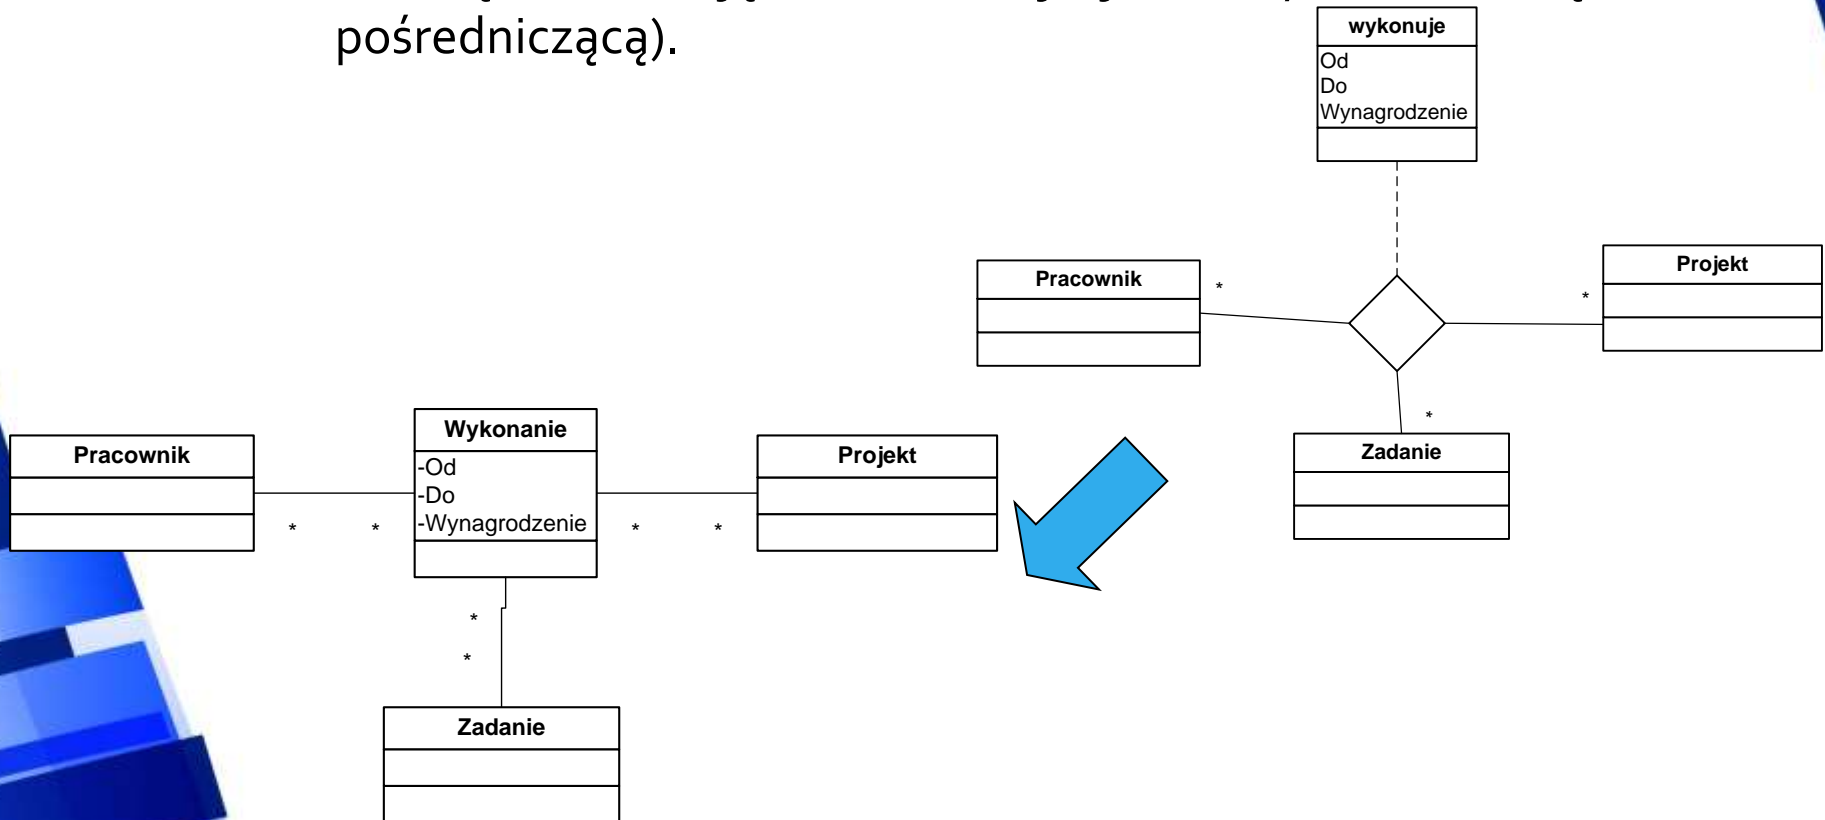 pośredniczącą).
wykonuje
Od
Do
Wynagrodzenie
Pracownik
*
*
Projekt
*
Zadanie
Pracownik
*
*
Wykonanie
-Od
-Do
-Wynagrodzenie
*
*
Projekt
*
*
Zadanie